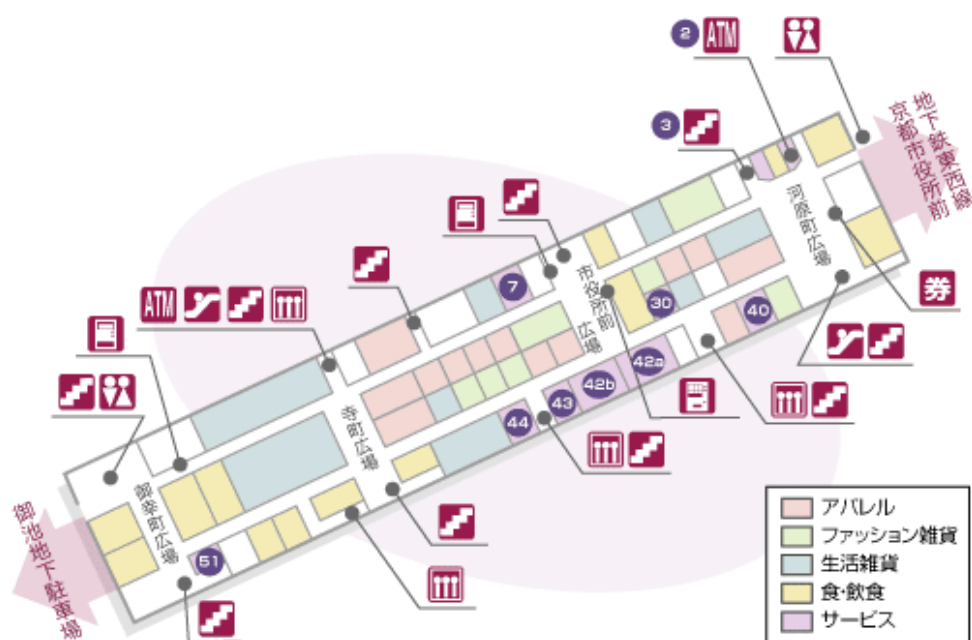 2 ATM
3
地下鉄東西線
京都市役所前
河原町広場
券
7
市役所前
広場
30
40
ATM
42a
42b
43
44
寺町広場
御幸町広場
51
御池地下駐車場
アパレル
ファッション雑貨
生活雑貨
食・飲食
サービス